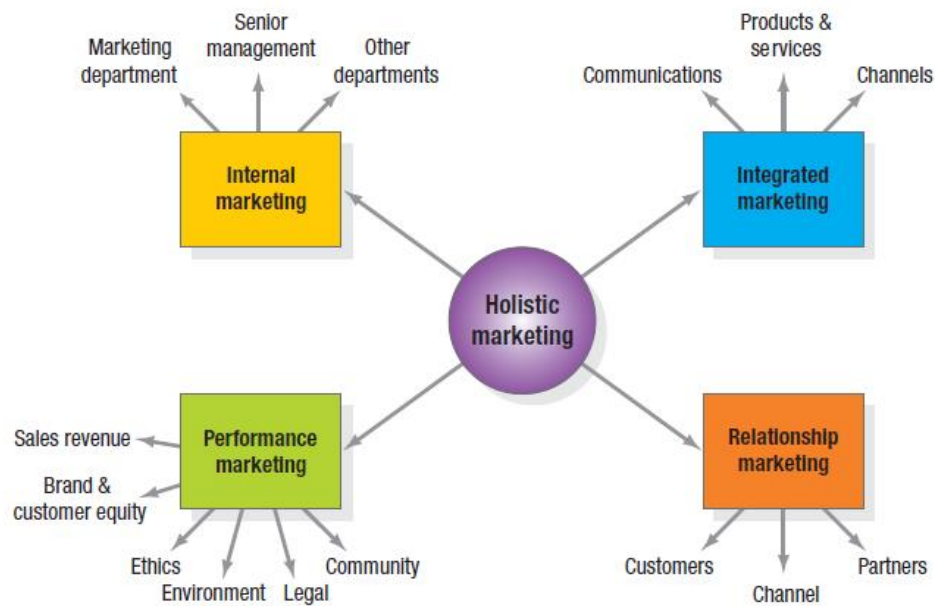 Senior
management
Marketing
department
Other
departments
Products &
services
Communications
Channels
Internal
marketing
Integrated
marketing
Holistic
marketing
Performance
marketing
Sales revenue
Brand &
customer equity
Ethics
Environment
Legal
Community
Relationship
marketing
Customers
Channel
Partners